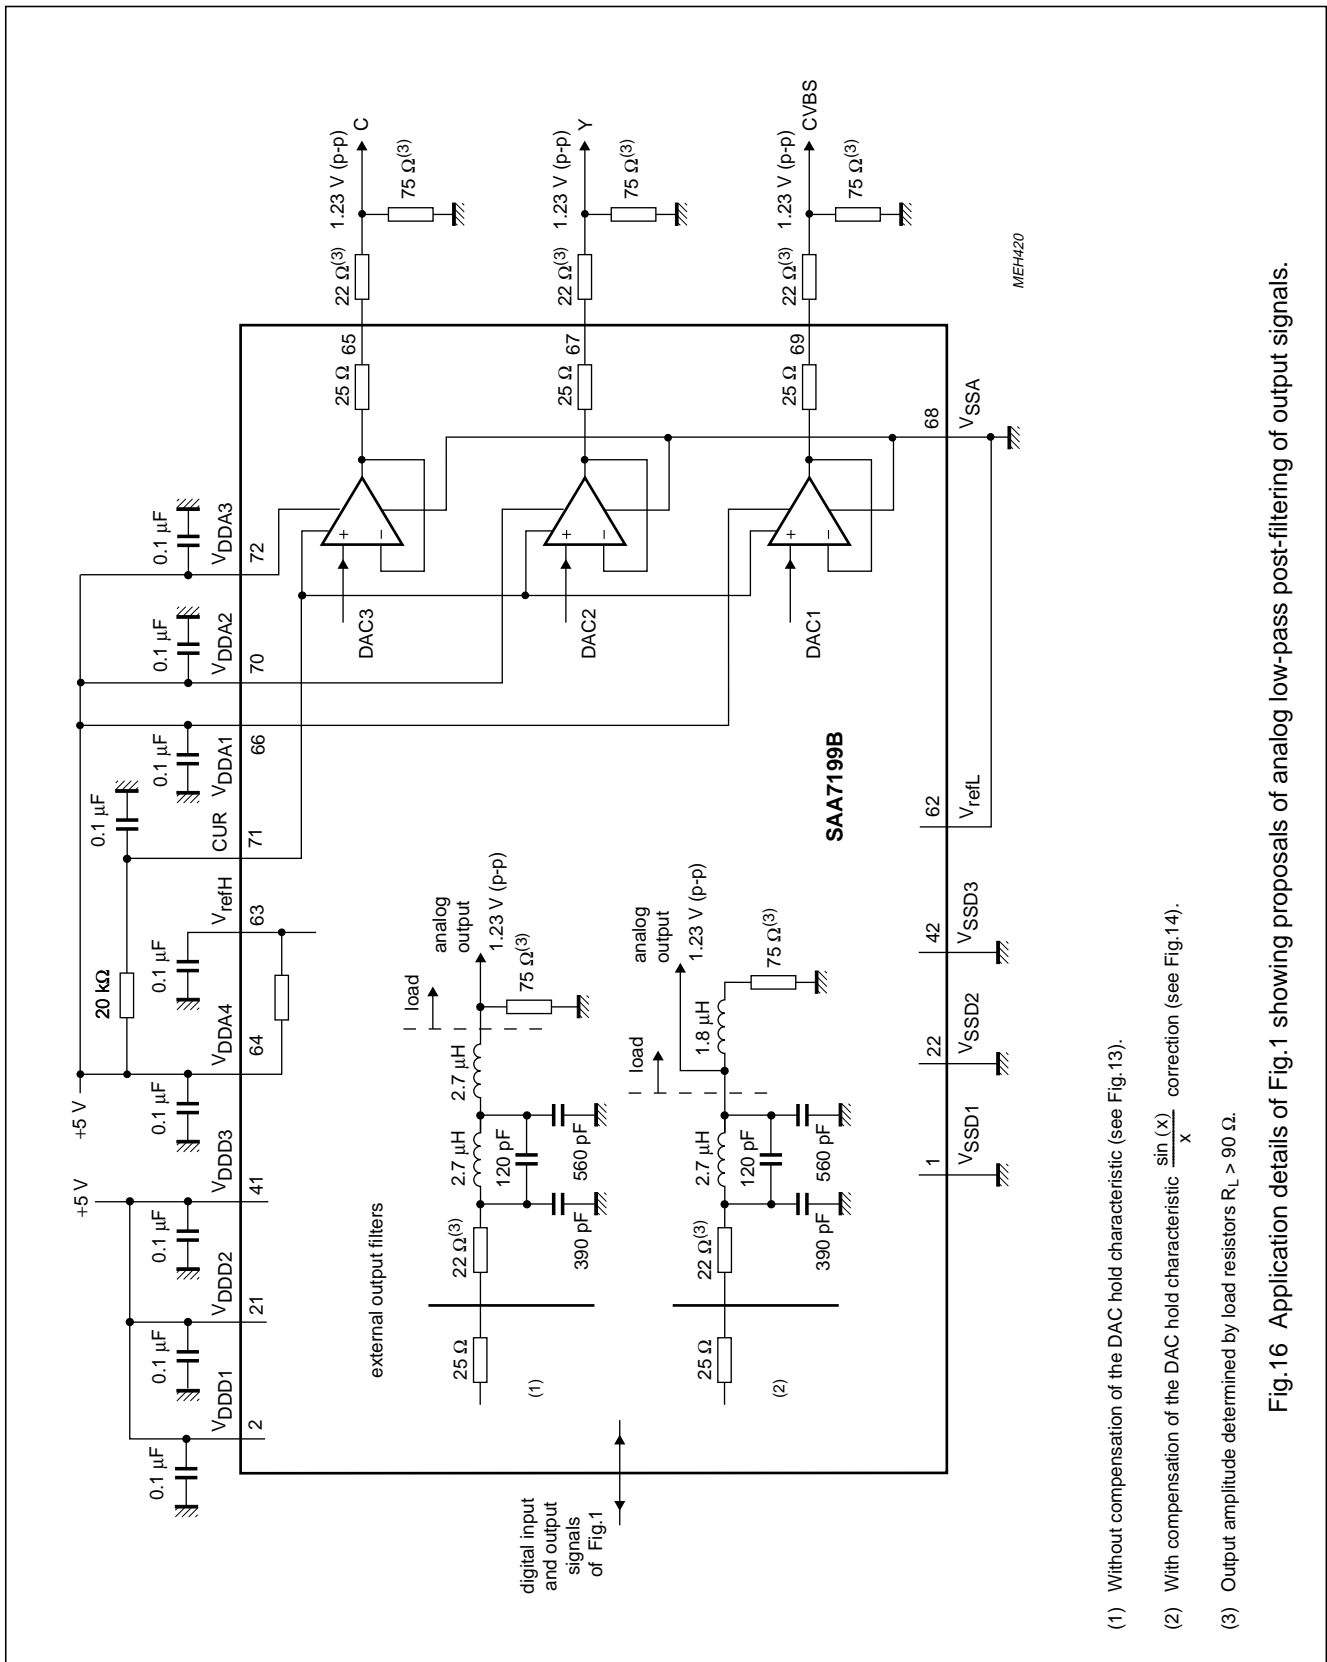 +5 V
+5 V
0.1 µF
0.1 µF
0.1 µF
0.1 µF
20 kΩ
0.1 µF
0.1 µF
0.1 µF
0.1 µF
0.1 µF
VDDD1
VDDD2
VDDD3
VDDA4
VrefH
CUR
VDDA1
VDDA2
VDDA3
2
21
41
64
63
71
66
70
72
DAC3
+
−
25 Ω
65
22 Ω(3)
1.23 V (p-p)
C
75 Ω(3)
DAC2
+
−
25 Ω
67
22 Ω(3)
1.23 V (p-p)
Y
75 Ω(3)
DAC1
+
−
25 Ω
69
22 Ω(3)
1.23 V (p-p)
CVBS
75 Ω(3)
external output filters
(1)
25 Ω
22 Ω(3)
2.7 µH
120 pF
390 pF
560 pF
2.7 µH
load
analog
output
1.23 V (p-p)
75 Ω(3)
(2)
25 Ω
22 Ω(3)
2.7 µH
120 pF
390 pF
560 pF
load
1.8 µH
analog
output
1.23 V (p-p)
75 Ω(3)
digital input
and output
signals
of Fig.1
SAA7199B
1
22
42
62
68
VSSD1
VSSD2
VSSD3
VrefL
VSSA
MEH420
(1) Without compensation of the DAC hold characteristic (see Fig.13).
(2) With compensation of the DAC hold characteristic sin (x) / x correction (see Fig.14).
(3) Output amplitude determined by load resistors RL > 90 Ω.
Fig.16 Application details of Fig.1 showing proposals of analog low-pass post-filtering of output signals.